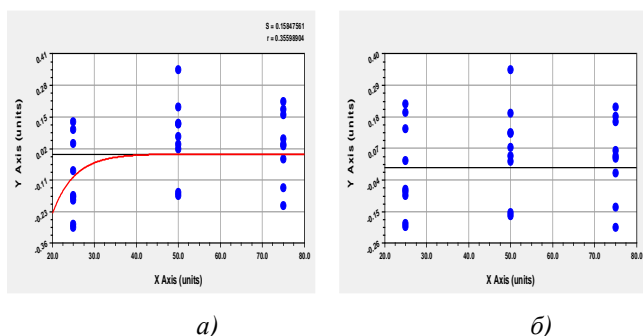 S = 0.15847561
r = 0.35598904
Y Axis (units)
0.41
0.28
0.15
0.02
-0.11
-0.23
-0.36
20.0 30.0 40.0 50.0 60.0 70.0 80.0
X Axis (units)
а)
Y Axis (units)
0.40
0.29
0.18
0.07
-0.04
-0.15
-0.26
20.0 30.0 40.0 50.0 60.0 70.0 80.0
X Axis (units)
б)